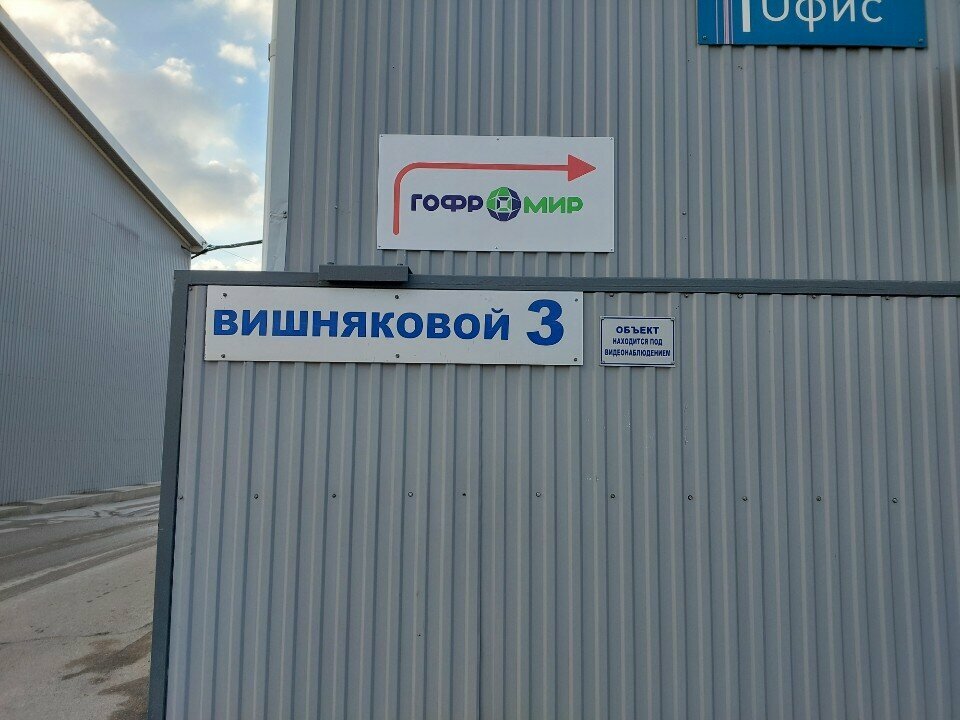 Офис
ГОФРОМИР
ВИШНЯКОВОЙ 3
ОБЪЕКТ
НАХОДИТСЯ ПОД
ВИДЕОНАБЛЮДЕНИЕМ